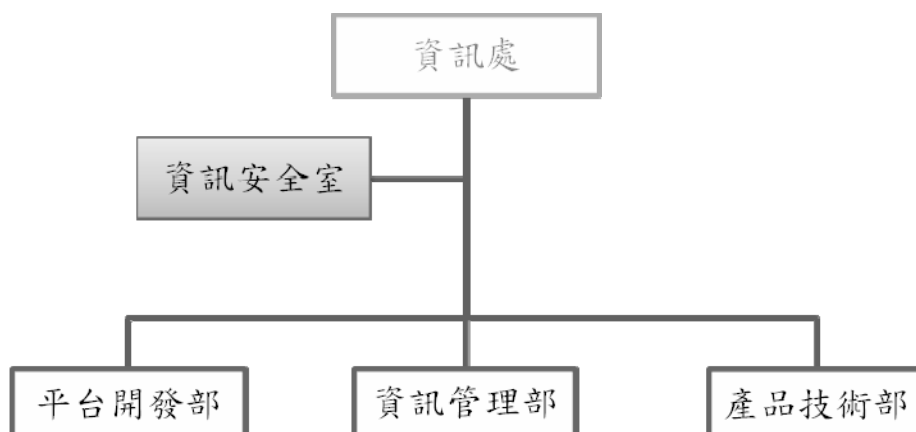 資訊處
資訊安全室
平台開發部
資訊管理部
產品技術部